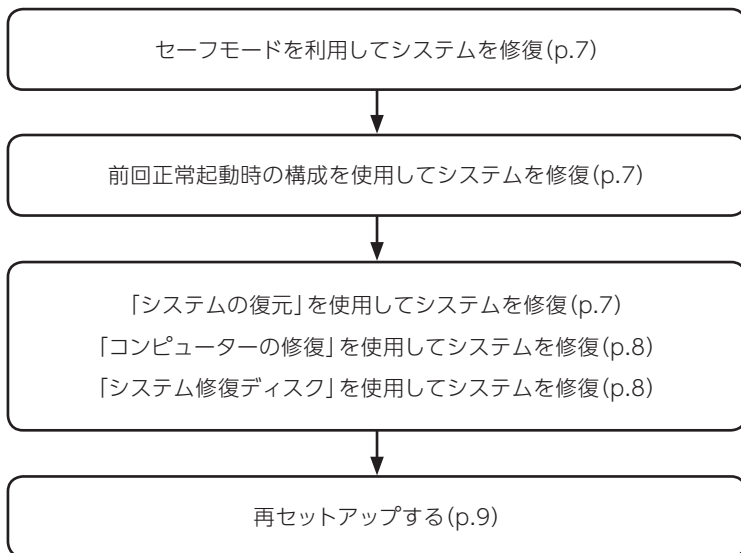 セーフモードを利用してシステムを修復(p.7)
前回正常起動時の構成を使用してシステムを修復(p.7)
「システムの復元」を使用してシステムを修復(p.7)
「コンピューターの修復」を使用してシステムを修復(p.8)
「システム修復ディスク」を使用してシステムを修復(p.8)
再セットアップする(p.9)